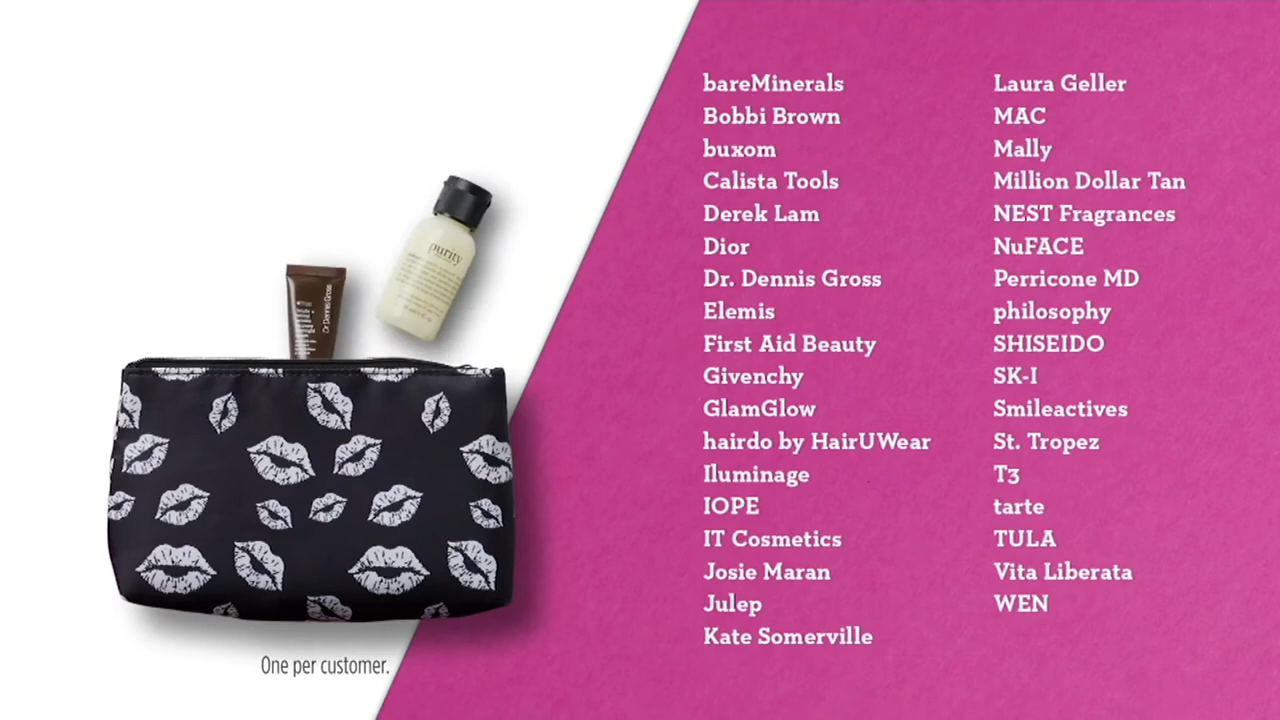 purity
Dr Dennis Gross
One per customer.
bareMinerals
Bobbi Brown
buxom
Calista Tools
Derek Lam
Dior
Dr. Dennis Gross
Elemis
First Aid Beauty
Givenchy
GlamGlow
hairdo by HairUWear
Iluminage
IOPE
IT Cosmetics
Josie Maran
Julep
Kate Somerville
Laura Geller
MAC
Mally
Million Dollar Tan
NEST Fragrances
NuFACE
Perricone MD
philosophy
SHISEIDO
SK-I
Smileactives
St. Tropez
T3
tarte
TULA
Vita Liberata
WEN